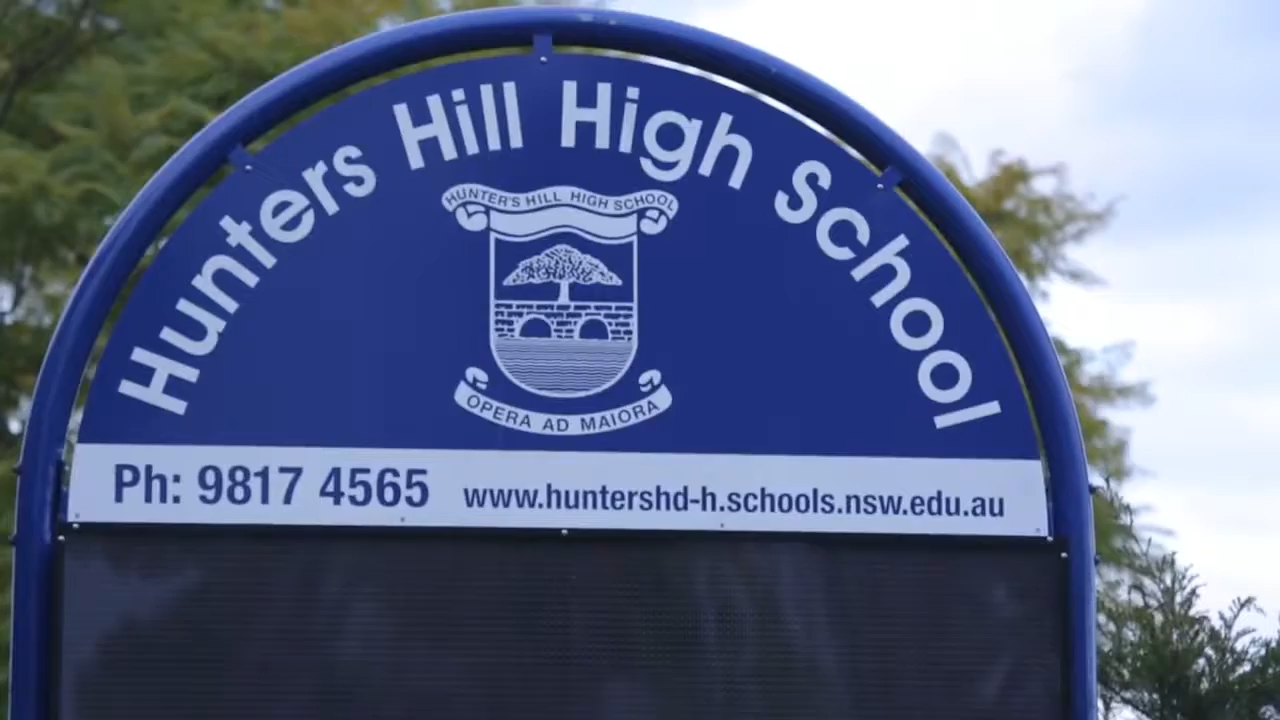 Hunters Hill High School
HUNTER'S HILL HIGH SCHOOL
OPERA AD MAIORA
Ph: 9817 4565 www.huntershd-h.schools.nsw.edu.au